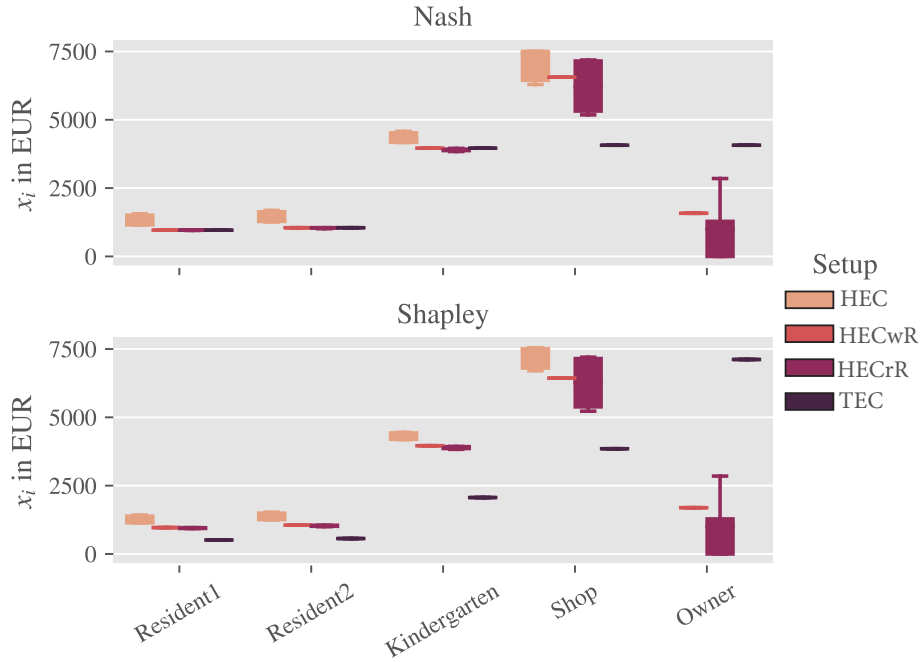 Nash
7500
5000
2500
0
x_i in EUR
Shapley
7500
5000
2500
0
x_i in EUR
Resident1
Resident2
Kindergarten
Shop
Owner
Setup
HEC
HECwR
HECrR
TEC